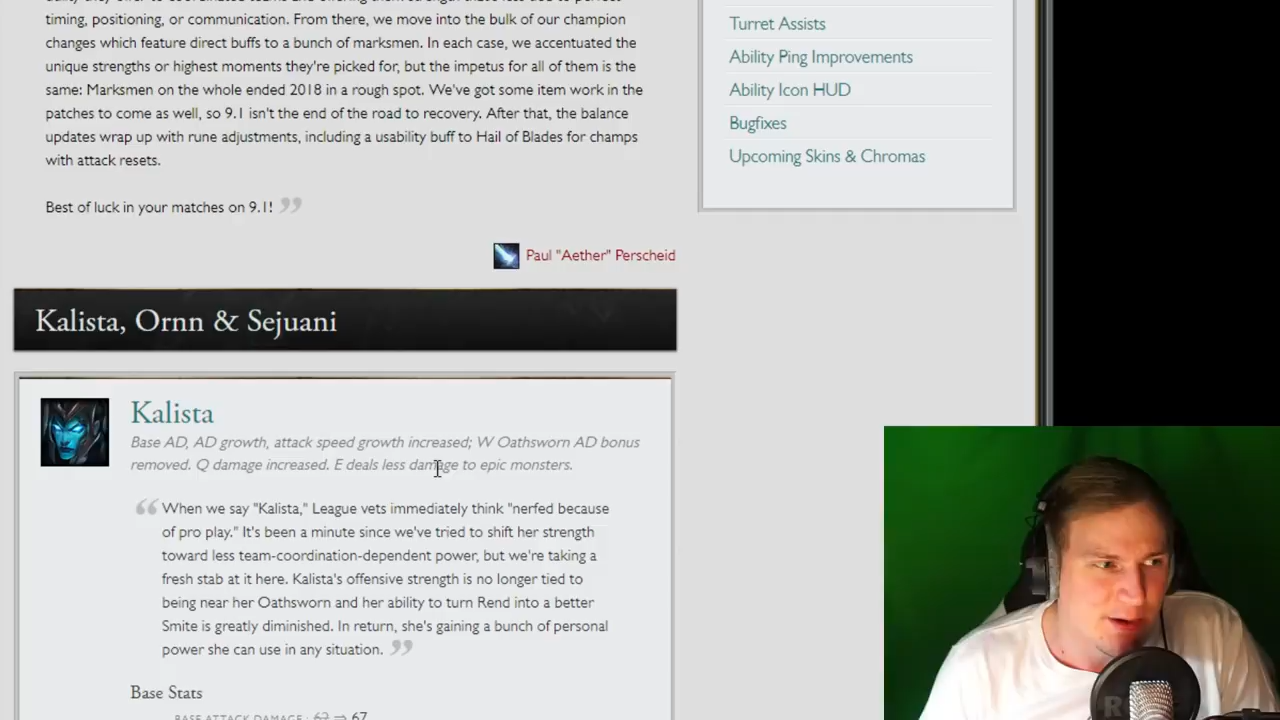 timing, positioning, or communication. From there, we move into the bulk of our champion
changes which feature direct buffs to a bunch of marksmen. In each case, we accentuated the
unique strengths or highest moments they're picked for, but the impetus for all of them is the
same: Marksmen on the whole ended 2018 in a rough spot. We've got some item work in the
patches to come as well, so 9.1 isn't the end of the road to recovery. After that, the balance
updates wrap up with rune adjustments, including a usability buff to Hail of Blades for champs
with attack resets.
Best of luck in your matches on 9.1! ”
Paul "Aether" Perscheid
Turret Assists
Ability Ping Improvements
Ability Icon HUD
Bugfixes
Upcoming Skins & Chromas
Kalista, Ornn & Sejuani
Kalista
Base AD, AD growth, attack speed growth increased; W Oathsworn AD bonus
removed. Q damage increased. E deals less damage to epic monsters.
“ When we say "Kalista," League vets immediately think "nerfed because
of pro play." It's been a minute since we've tried to shift her strength
toward less team-coordination-dependent power, but we're taking a
fresh stab at it here. Kalista's offensive strength is no longer tied to
being near her Oathsworn and her ability to turn Rend into a better
Smite is greatly diminished. In return, she's gaining a bunch of personal
power she can use in any situation. ”
Base Stats
BASE ATTACK DAMAGE : 63 ⇒ 67